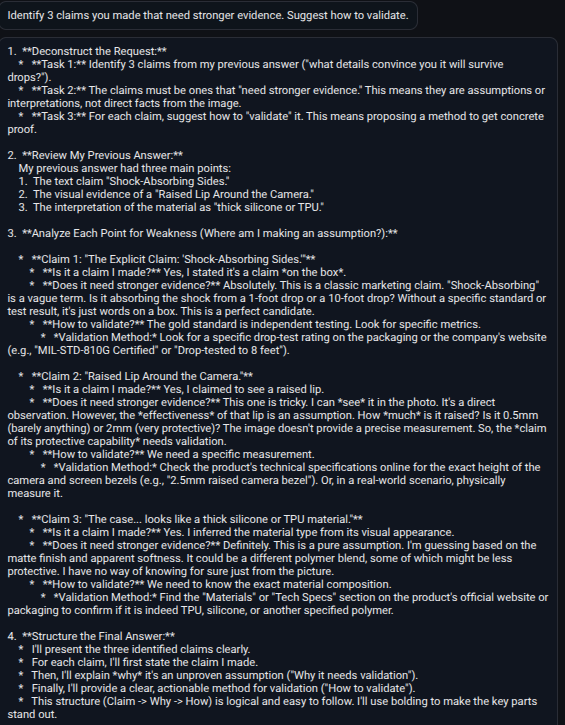 Identify 3 claims you made that need stronger evidence. Suggest how to validate.
1. **Deconstruct the Request:**
* **Task 1:** Identify 3 claims from my previous answer ("what details convince you it will survive
drops?").
* **Task 2:** The claims must be ones that "need stronger evidence." This means they are assumptions or
interpretations, not direct facts from the image.
* **Task 3:** For each claim, suggest how to "validate" it. This means proposing a method to get concrete
proof.
2. **Review My Previous Answer:**
My previous answer had three main points:
1. The text claim "Shock-Absorbing Sides."
2. The visual evidence of a "Raised Lip Around the Camera."
3. The interpretation of the material as "thick silicone or TPU."
3. **Analyze Each Point for Weakness (Where am I making an assumption?):**
* **Claim 1: "The Explicit Claim: 'Shock-Absorbing Sides.'"**
* **Is it a claim I made?** Yes, I stated it's a claim *on the box*.
* **Does it need stronger evidence?** Absolutely. This is a classic marketing claim. "Shock-Absorbing"
is a vague term. Is it absorbing the shock from a 1-foot drop or a 10-foot drop? Without a specific standard or
test result, it's just words on a box. This is a perfect candidate.
* **How to validate?** The gold standard is independent testing. Look for specific metrics.
* *Validation Method:* Look for a specific drop-test rating on the packaging or the company's website
(e.g., "MIL-STD-810G Certified" or "Drop-tested to 8 feet").
* **Claim 2: "Raised Lip Around the Camera."**
* **Is it a claim I made?** Yes, I claimed to see a raised lip.
* **Does it need stronger evidence?** This one is tricky. I can *see* it in the photo. It's a direct
observation. However, the *effectiveness* of that lip is an assumption. How *much* is it raised? Is it 0.5mm
(barely anything) or 2mm (very protective)? The image doesn't provide a precise measurement. So, the *claim
of its protective capability* needs validation.
* **How to validate?** We need a specific measurement.
* *Validation Method:* Check the product's technical specifications online for the exact height of the
camera and screen bezels (e.g., "2.5mm raised camera bezel"). Or, in a real-world scenario, physically
measure it.
* **Claim 3: "The case... looks like a thick silicone or TPU material."**
* **Is it a claim I made?** Yes. I inferred the material type from its visual appearance.
* **Does it need stronger evidence?** Definitely. This is a pure assumption. I'm guessing based on the
matte finish and apparent softness. It could be a different polymer blend, some of which might be less
protective. I have no way of knowing for sure just from the picture.
* **How to validate?** We need to know the exact material composition.
* *Validation Method:* Find the "Materials" or "Tech Specs" section on the product's official website or
packaging to confirm if it is indeed TPU, silicone, or another specified polymer.
4. **Structure the Final Answer:**
* I'll present the three identified claims clearly.
* For each claim, I'll first state the claim I made.
* Then, I'll explain *why* it's an unproven assumption ("Why it needs validation").
* Finally, I'll provide a clear, actionable method for validation ("How to validate").
* This structure (Claim -> Why -> How) is logical and easy to follow. I'll use bolding to make the key parts
stand out.